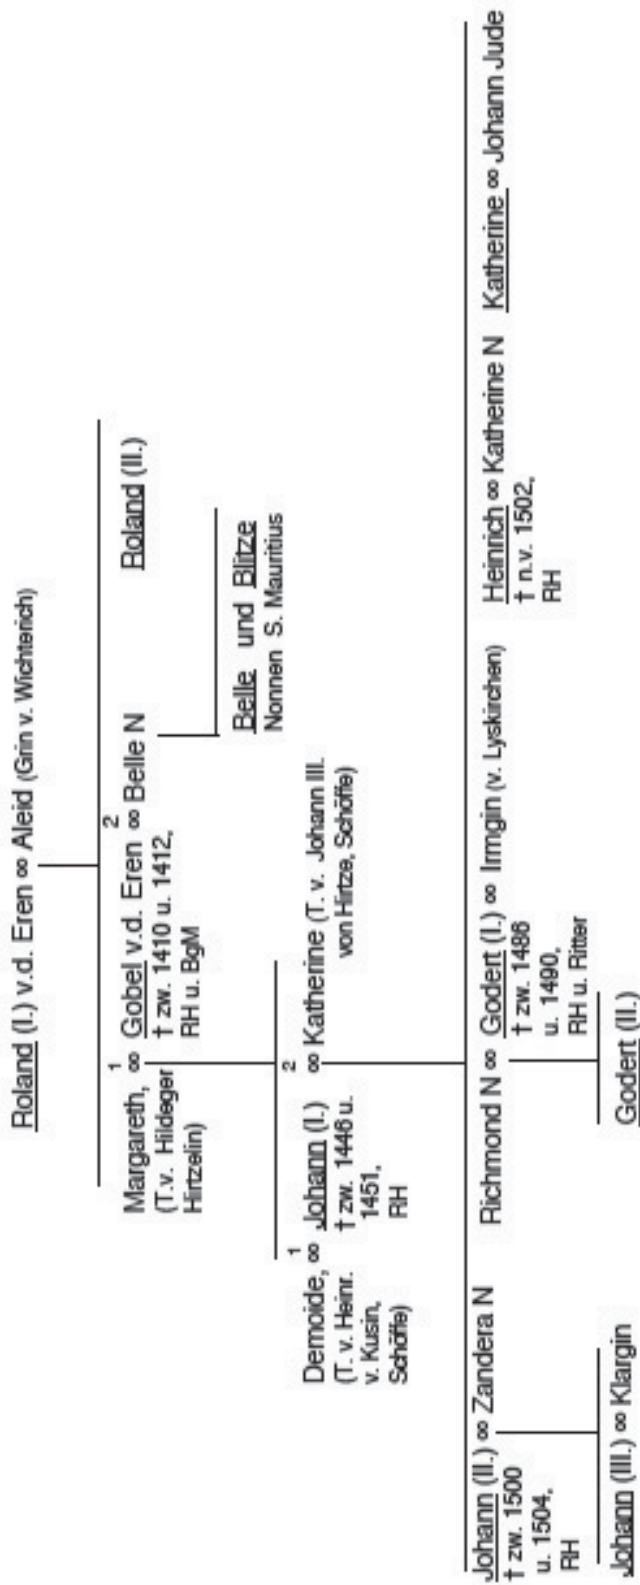 Roland (I.) v.d. Eren ∞ Aleid (Grin v. Wichterich)
1
2
Margareth, ∞ Gobel v.d. Eren ∞ Belle N
(T.v. Hildeger
Hirtzelin)
† zw. 1410 u. 1412,
RH u. BgM
Roland (II.)
Belle und Blitze
Nonnen S. Mauritius
1
2
Demoide, ∞ Johann (I.) ∞ Katherine (T. v. Johann III.
von Hirtze, Schöffe)
(T. v. Heinr.
v. Kusin,
Schöffe)
† zw. 1446 u.
1451,
RH
Johann (II.) ∞ Zandera N
† zw. 1500
u. 1504,
RH
Richmond N ∞ Godert (I.) ∞ Irmgin (v. Lyskirchen)
† zw. 1486
u. 1490,
RH u. Ritter
Heinrich ∞ Katherine N
† n.v. 1502,
RH
Katherine ∞ Johann Jude
Johann (III.) ∞ Klargin
Godert (II.)